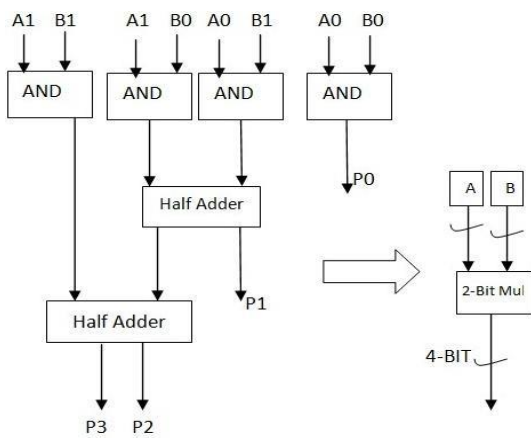 A1 B1 A1 B0 A0 B1 A0 B0
AND AND AND AND
P0
A B
Half Adder
2-Bit Mul
P1
Half Adder
4-BIT
P3 P2